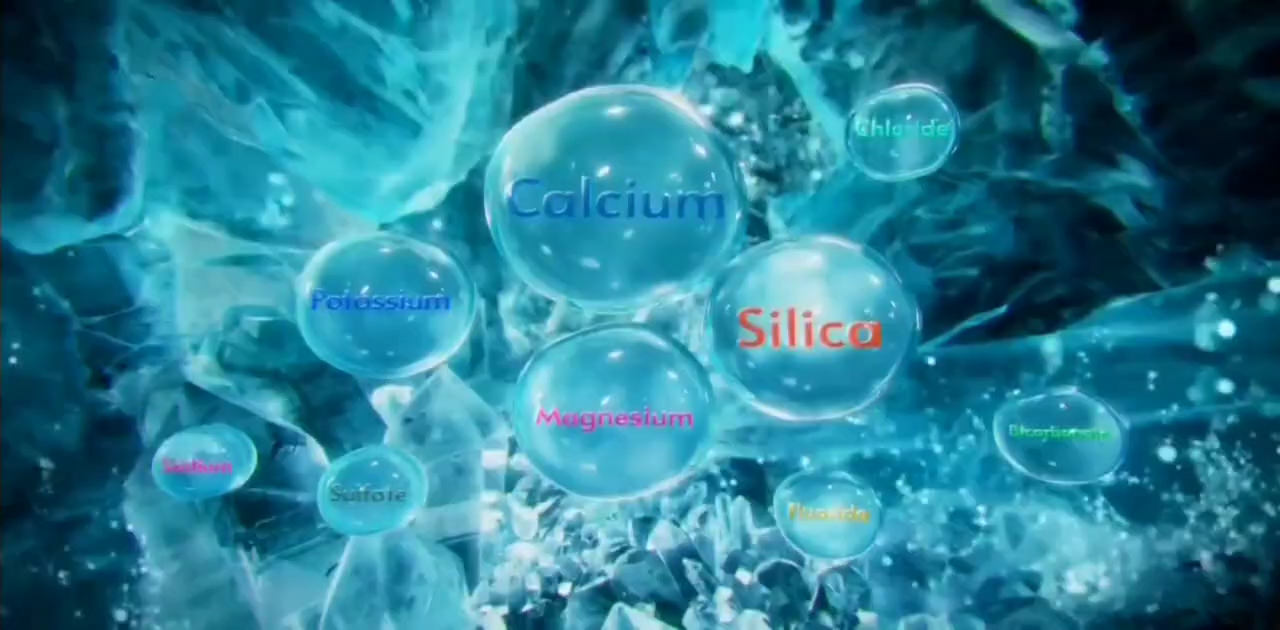 Chloride
Calcium
Potassium
Silica
Magnesium
Bicarbonate
Sodium
Sulfate
Fluoride